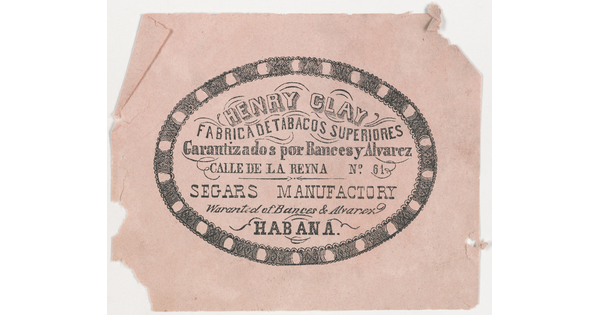 HENRY CLAY
FABRICA DE TABACOS SUPERIORES
Garantizados por Bances y Alvarez
CALLE DE LA REYNA Nº 61
SEGARS MANUFACTORY
Waranted of Bances & Alvarez
HABANA.